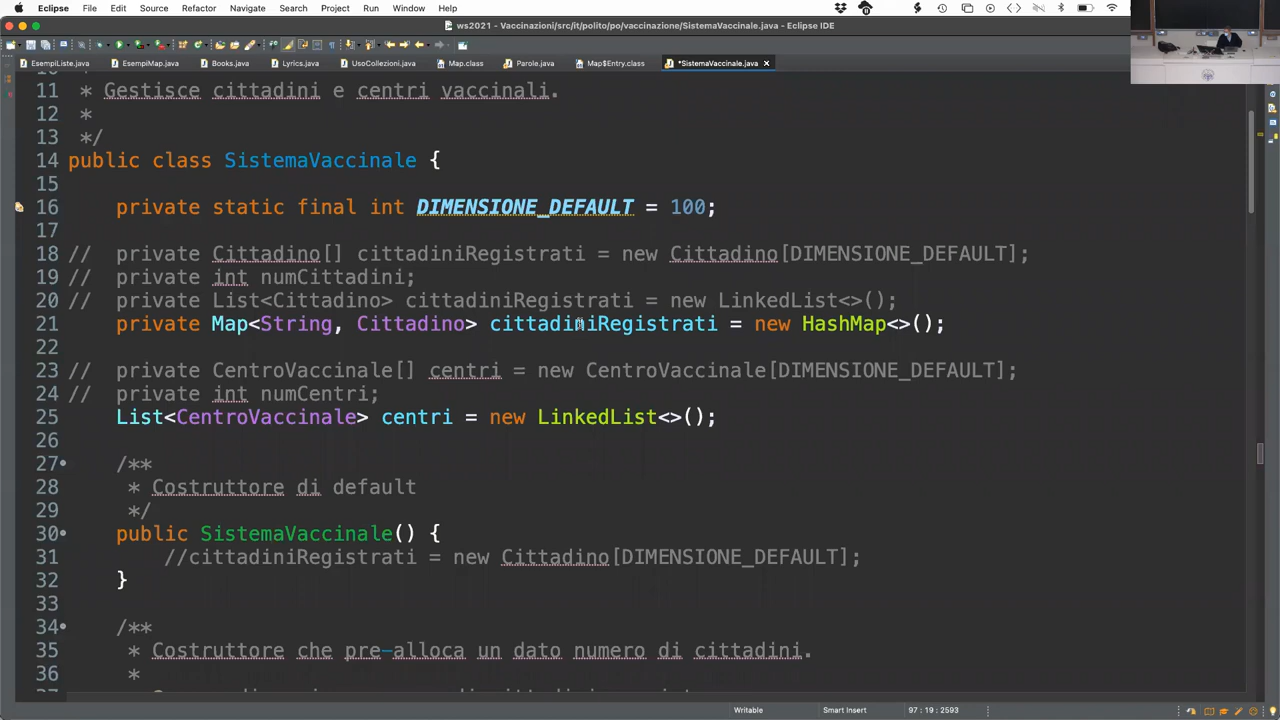 Eclipse File Edit Source Refactor Navigate Search Project Run Window Help
ws2021 - Vaccinazioni/src/it/polito/po/vaccinazione/SistemaVaccinale.java - Eclipse IDE
EsempiListe.java EsempiMap.java Books.java Lyrics.java UsoCollezioni.java Map.class Parole.java Map$Entry.class *SistemaVaccinale.java
11 * Gestisce cittadini e centri vaccinali.
12 *
13 */
14 public class SistemaVaccinale {
15
16 private static final int DIMENSIONE_DEFAULT = 100;
17
18 // private Cittadino[] cittadiniRegistrati = new Cittadino[DIMENSIONE_DEFAULT];
19 // private int numCittadini;
20 // private List<Cittadino> cittadiniRegistrati = new LinkedList<>();
21 private Map<String, Cittadino> cittadiniRegistrati = new HashMap<>();
22
23 // private CentroVaccinale[] centri = new CentroVaccinale[DIMENSIONE_DEFAULT];
24 // private int numCentri;
25 List<CentroVaccinale> centri = new LinkedList<>();
26
27 /**
28 * Costruttore di default
29 */
30 public SistemaVaccinale() {
31 //cittadiniRegistrati = new Cittadino[DIMENSIONE_DEFAULT];
32 }
33
34 /**
35 * Costruttore che pre-alloca un dato numero di cittadini.
36 *
Writable Smart Insert 97 : 19 : 2593